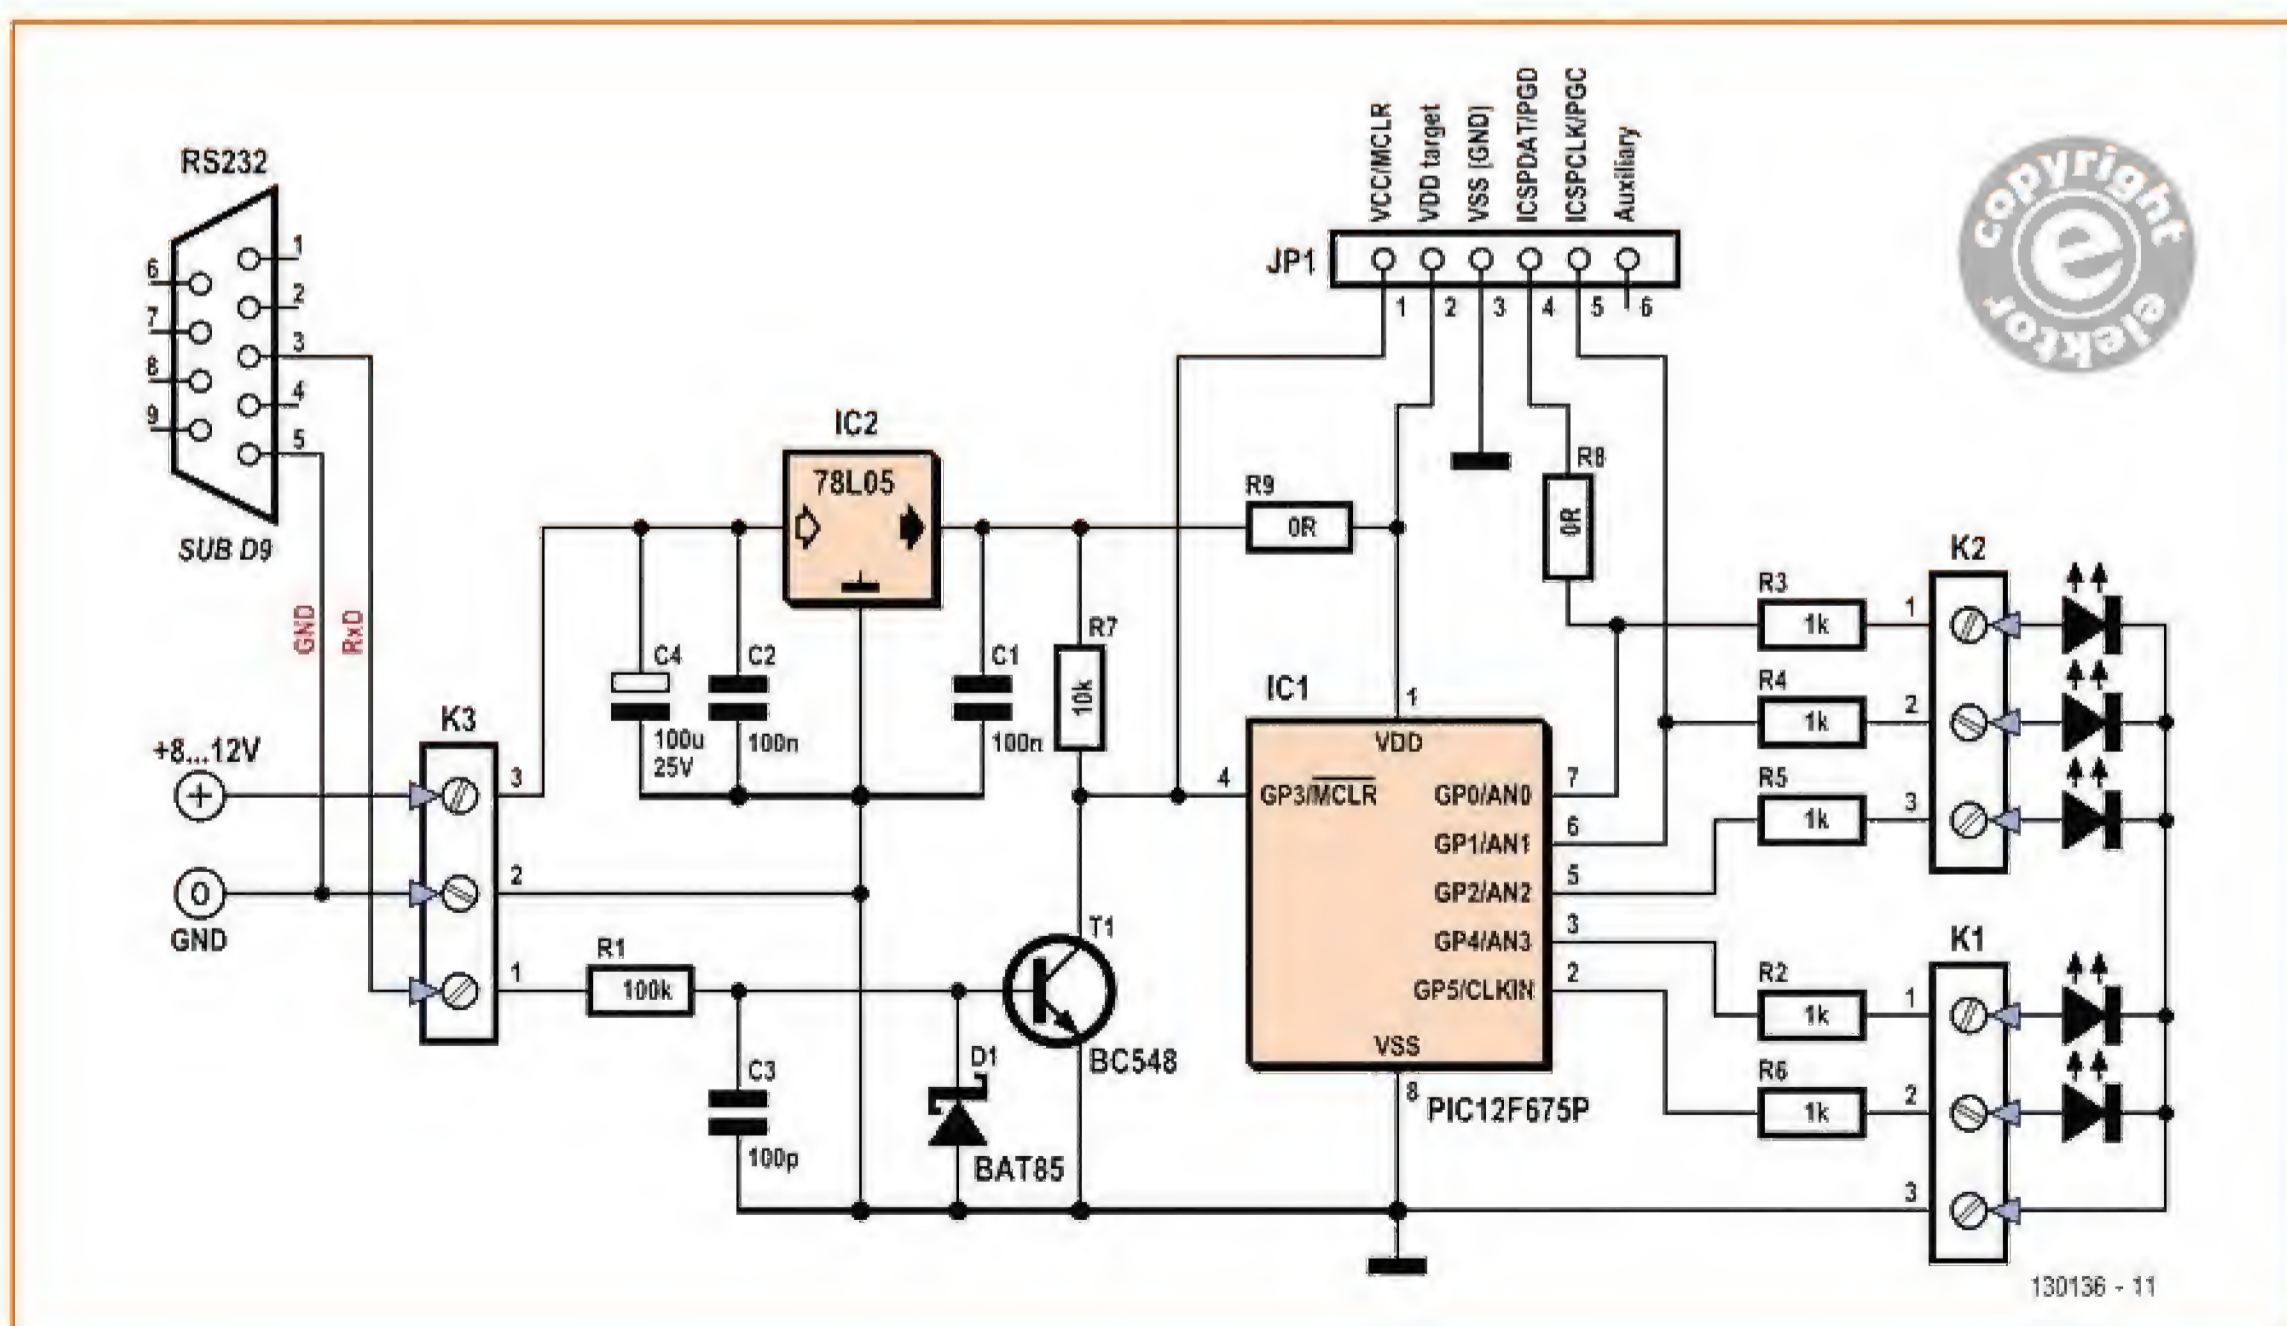 RS232
1
2
3
4
5
6
7
8
9
SUB D9
GND
RxD
+8...12V
+
0
GND
K3
3
2
1
IC2
78L05
C4
100u
25V
C2
100n
C1
100n
R7
10k
R9
0R
R1
100k
C3
100p
D1
BAT85
T1
BC548
JP1
VCC/MCLR
VDD target
VSS (GND)
ICSPDAT/PGD
ICSPCLK/PGC
Auxiliary
1
2
3
4
5
6
R8
0R
IC1
1
VDD
4
GP3/MCLR
GP0/AN0
7
GP1/AN1
6
GP2/AN2
5
GP4/AN3
3
GP5/CLKIN
2
VSS
8
PIC12F675P
R3
1k
R4
1k
R5
1k
R2
1k
R6
1k
K2
1
2
3
K1
1
2
3
copyright
e
elektor
130136 - 11